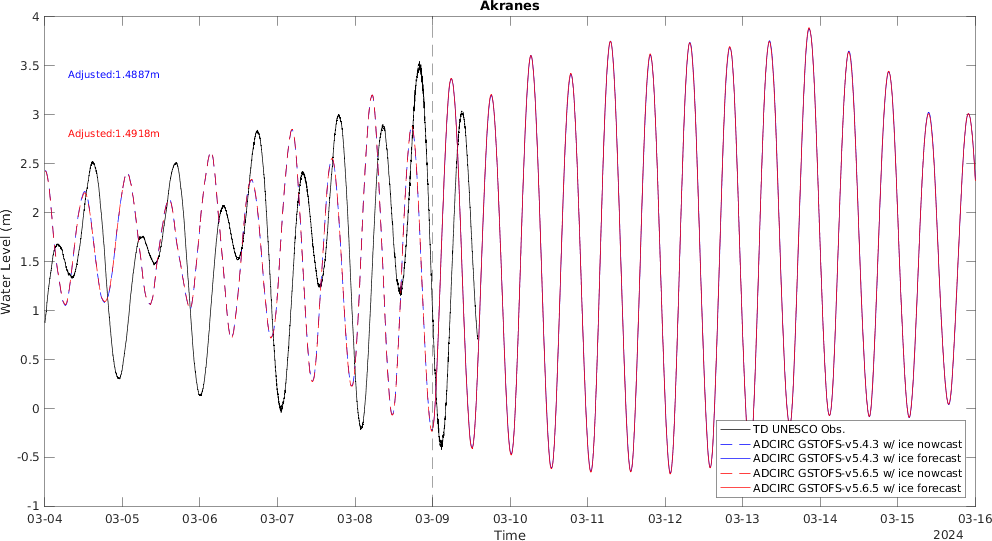 Akranes
4
3.5
3
2.5
2
1.5
1
0.5
0
-0.5
-1
Water Level (m)
Adjusted:1.4887m
Adjusted:1.4918m
TD UNESCO Obs.
ADCIRC GSTOFS-v5.4.3 w/ ice nowcast
ADCIRC GSTOFS-v5.4.3 w/ ice forecast
ADCIRC GSTOFS-v5.6.5 w/ ice nowcast
ADCIRC GSTOFS-v5.6.5 w/ ice forecast
03-04 03-05 03-06 03-07 03-08 03-09 03-10 03-11 03-12 03-13 03-14 03-15 03-16
Time
2024